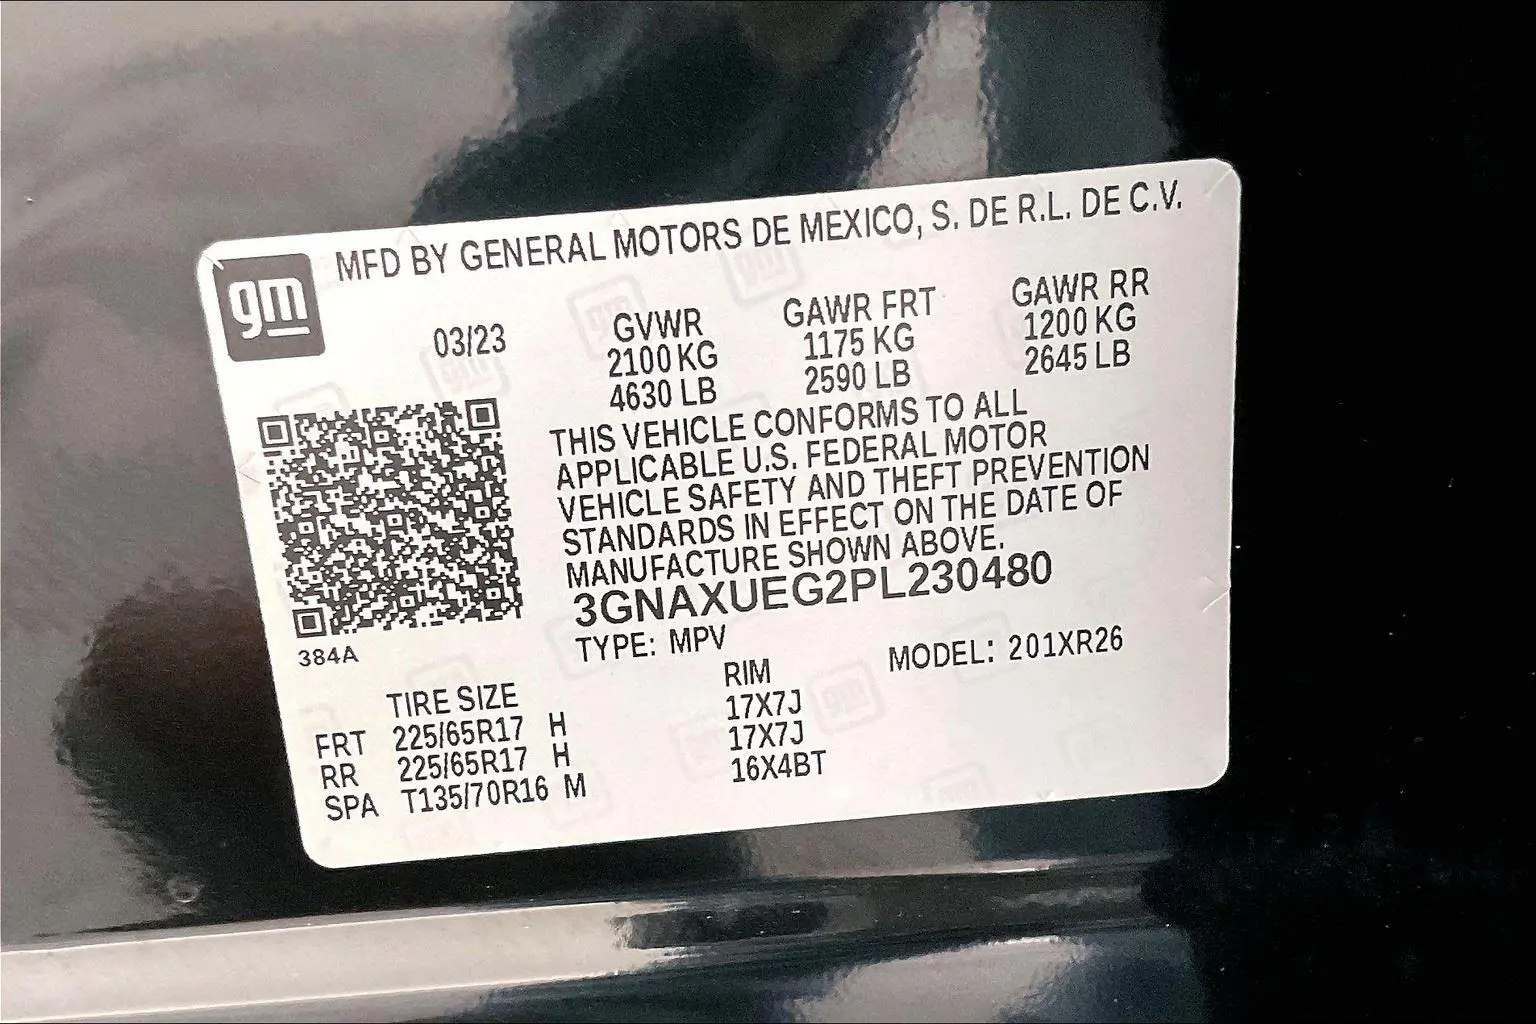 gm
MFD BY GENERAL MOTORS DE MEXICO, S. DE R.L. DE C.V.
03/23
GVWR
2100 KG
4630 LB
GAWR FRT
1175 KG
2590 LB
GAWR RR
1200 KG
2645 LB
THIS VEHICLE CONFORMS TO ALL
APPLICABLE U.S. FEDERAL MOTOR
VEHICLE SAFETY AND THEFT PREVENTION
STANDARDS IN EFFECT ON THE DATE OF
MANUFACTURE SHOWN ABOVE.
3GNAXUEG2PL230480
TYPE: MPV
MODEL: 201XR26
384A
TIRE SIZE RIM
FRT 225/65R17 H 17X7J
RR 225/65R17 H 17X7J
SPA T135/70R16 M 16X4BT